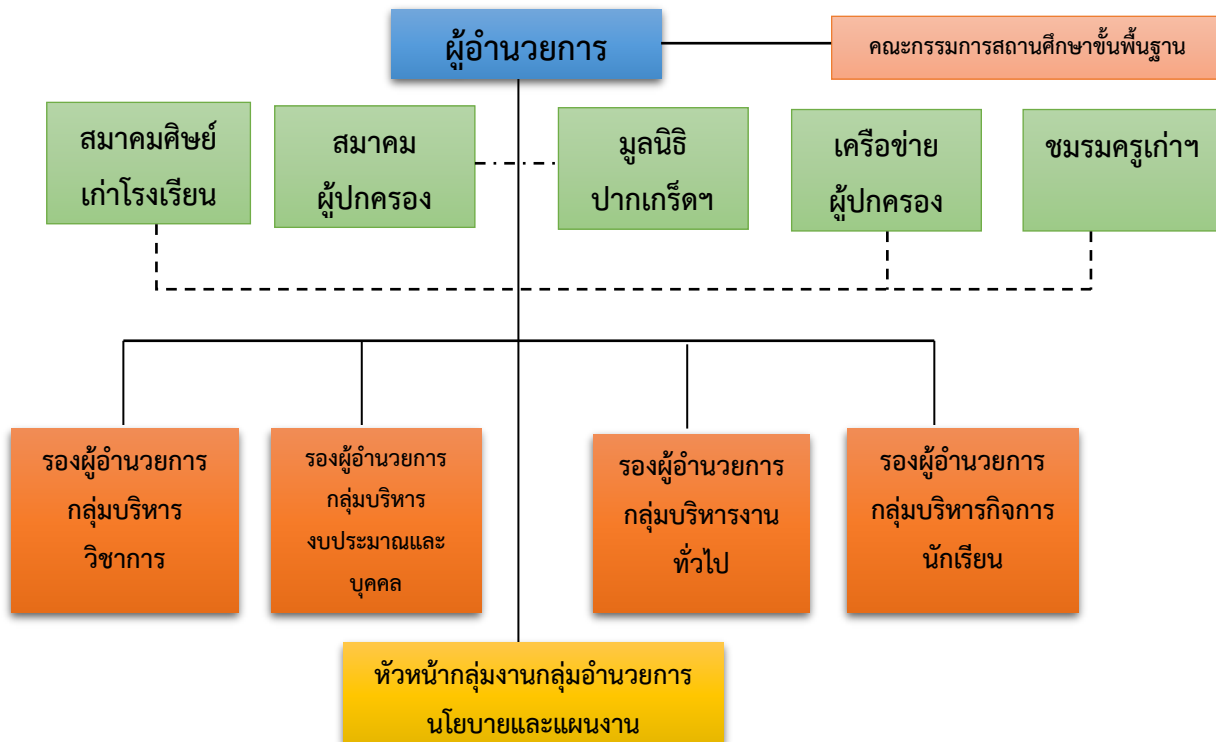 ผู้อำนวยการ
คณะกรรมการสถานศึกษาขั้นพื้นฐาน
สมาคมศิษย์
เก่าโรงเรียน
สมาคม
ผู้ปกครอง
มูลนิธิ
ปากเกร็ดฯ
เครือข่าย
ผู้ปกครอง
ชมรมครูเก่าฯ
รองผู้อำนวยการ
กลุ่มบริหาร
วิชาการ
รองผู้อำนวยการ
กลุ่มบริหาร
งบประมาณและ
บุคคล
รองผู้อำนวยการ
กลุ่มบริหารงาน
ทั่วไป
รองผู้อำนวยการ
กลุ่มบริหารกิจการ
นักเรียน
หัวหน้ากลุ่มงานกลุ่มอำนวยการ
นโยบายและแผนงาน